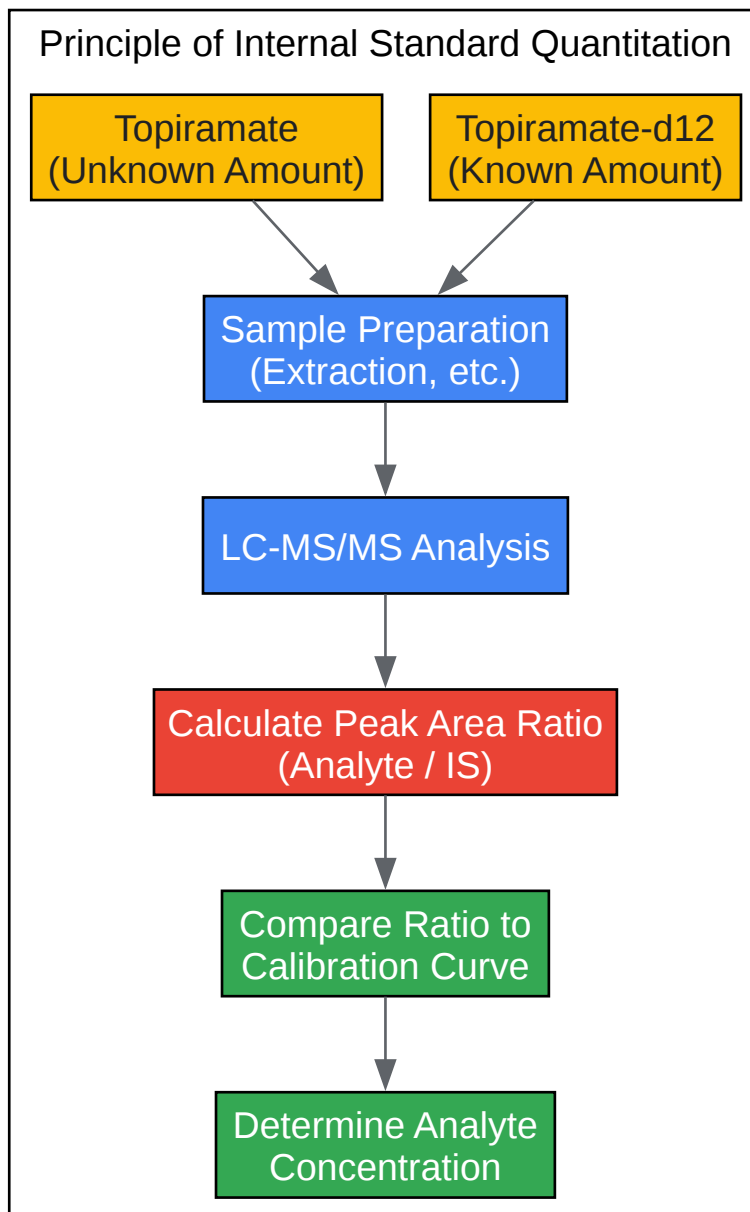 Principle of Internal Standard Quantitation
Topiramate
(Unknown Amount)
Topiramate-d12
(Known Amount)
Sample Preparation
(Extraction, etc.)
LC-MS/MS Analysis
Calculate Peak Area Ratio
(Analyte / IS)
Compare Ratio to
Calibration Curve
Determine Analyte
Concentration